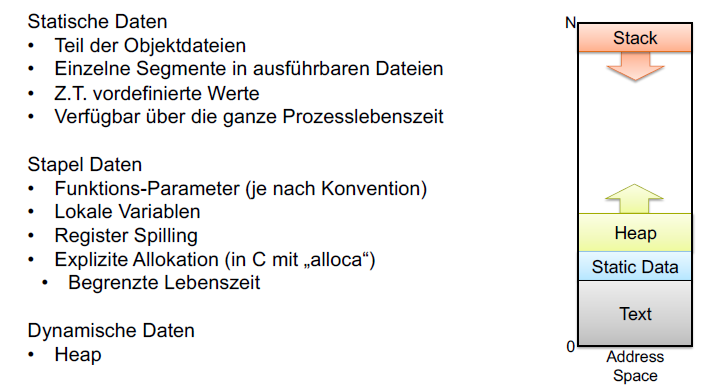 Statische Daten
• Teil der Objektdateien
• Einzelne Segmente in ausführbaren Dateien
• Z.T. vordefinierte Werte
• Verfügbar über die ganze Prozesslebenszeit
Stapel Daten
• Funktions-Parameter (je nach Konvention)
• Lokale Variablen
• Register Spilling
• Explizite Allokation (in C mit „alloca“)
• Begrenzte Lebenszeit
Dynamische Daten
• Heap
N
Stack
Heap
Static Data
Text
0
Address
Space